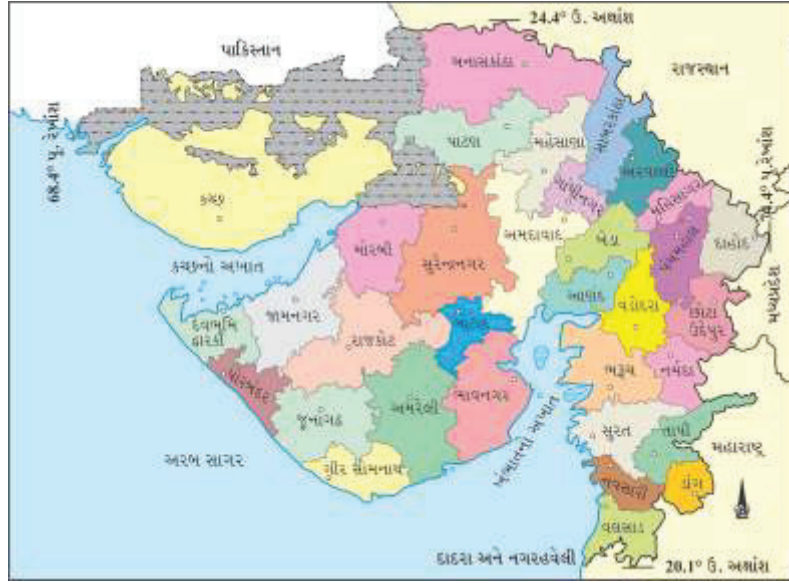 24.4° ઉ. અક્ષાંશ
પાકિસ્તાન
બનાસકાંઠા
રાજસ્થાન
68.4° પૂ. રેખાંશ
પાટણ
મહેસાણા
સાબરકાંઠા
અરવલ્લી
કચ્છ
ગાંધીનગર
મહિસાગર
પૂ. રેખાંશ
મોરબી
સુરેન્દ્રનગર
અમદાવાદ
ખેડા
પંચમહાલ
દાહોદ
કચ્છનો અખાત
આણંદ
વડોદરા
છોટા
ઉદેપુર
મધ્યપ્રદેશ
દેવભૂમિ
દ્વારકા
જામનગર
રાજકોટ
બોટાદ
ભરૂચ
નર્મદા
પોરબંદર
જૂનાગઢ
અમરેલી
ભાવનગર
ખંભાતનો અખાત
સુરત
તાપી
મહારાષ્ટ્ર
અરબ સાગર
ગીર સોમનાથ
નવસારી
ડાંગ
વલસાડ
દાદરા અને નગરહવેલી
20.1° ઉ. અક્ષાંશ